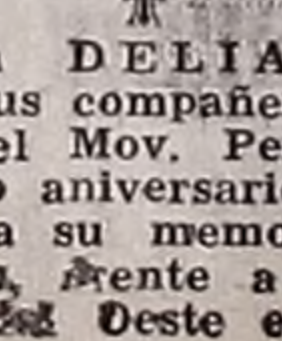 DELIA
us compañe
el Mov. Pe
o aniversari
a su memo
frente a
Oeste e